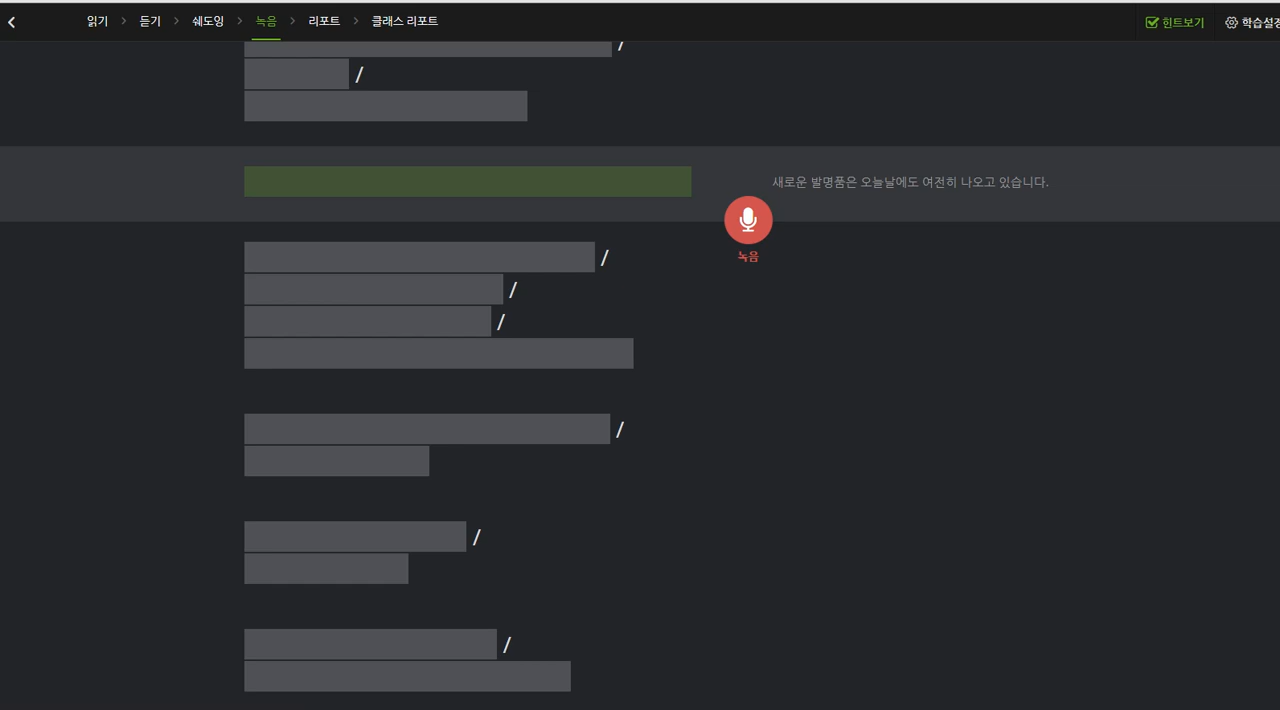 읽기 > 듣기 > 쉐도잉 > 녹음 > 리포트 > 클래스 리포트
힌트보기
학습설정
/
/
새로운 발명품은 오늘날에도 여전히 나오고 있습니다.
녹음
/
/
/
/
/
/